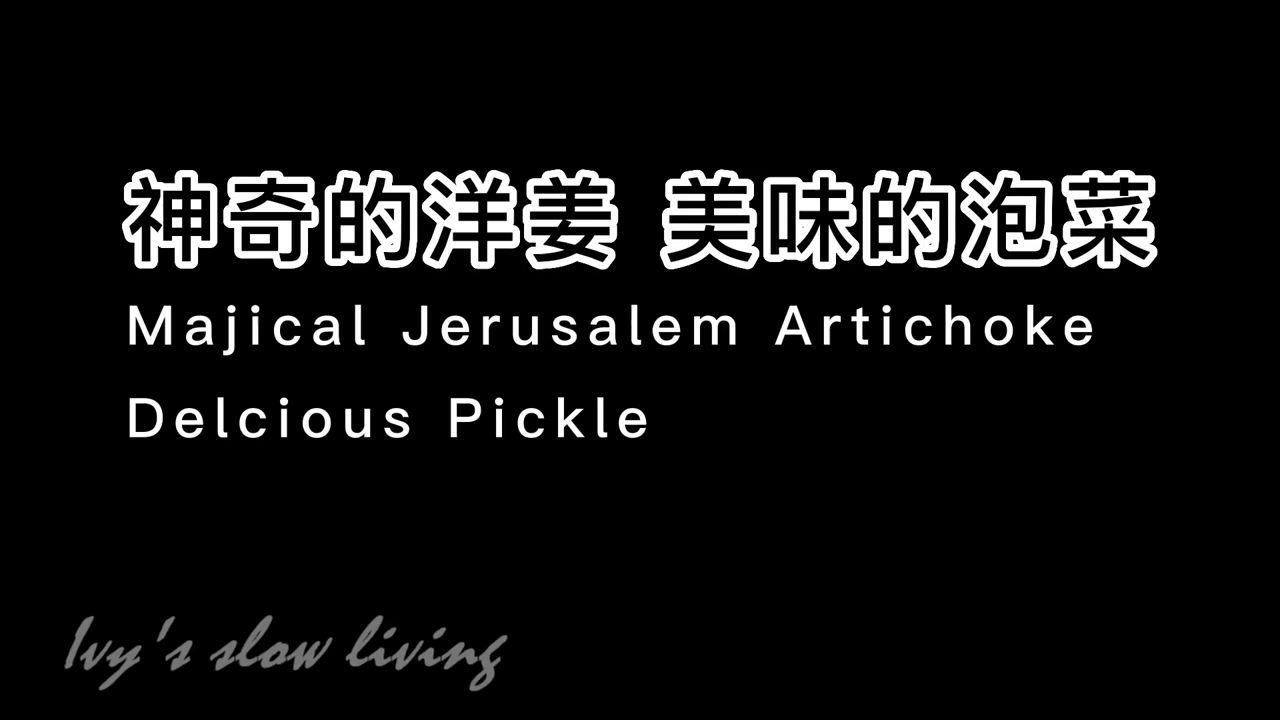 神奇的洋姜 美味的泡菜
Majical Jerusalem Artichoke
Delcious Pickle
Ivy's slow living